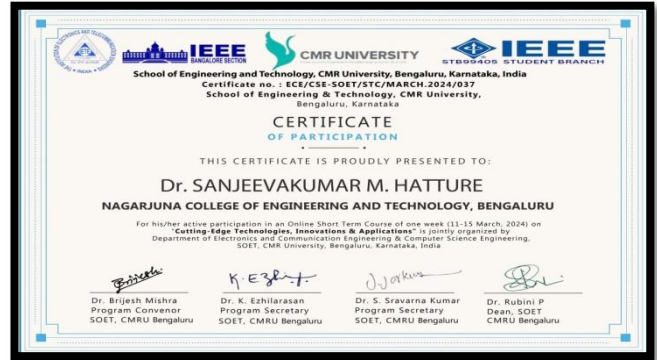 IEEE
BANGALORE SECTION
CMR UNIVERSITY
IEEE
STB99405 STUDENT BRANCH
School of Engineering and Technology, CMR University, Bengaluru, Karnataka, India
Certificate no. : ECE/CSE-SOET/STC/MARCH.2024/037
School of Engineering & Technology, CMR University,
Bengaluru, Karnataka
CERTIFICATE
OF PARTICIPATION
THIS CERTIFICATE IS PROUDLY PRESENTED TO:
Dr. SANJEEVAKUMAR M. HATTURE
NAGARJUNA COLLEGE OF ENGINEERING AND TECHNOLOGY, BENGALURU
For his/her active participation in an Online Short Term Course of one week (11-15 March, 2024) on
"Cutting-Edge Technologies, Innovations & Applications" is jointly organized by
Department of Electronics and Communication Engineering & Computer Science Engineering,
SOET, CMR University, Bengaluru, Karnataka, India
Brijesh
K. Ezhil
Dr. Brijesh Mishra
Program Convenor
SOET, CMRU Bengaluru
Dr. K. Ezhilarasan
Program Secretary
SOET, CMRU Bengaluru
Dr. S. Sravarna Kumar
Program Secretary
SOET, CMRU Bengaluru
Dr. Rubini P
Dean, SOET
CMRU Bengaluru